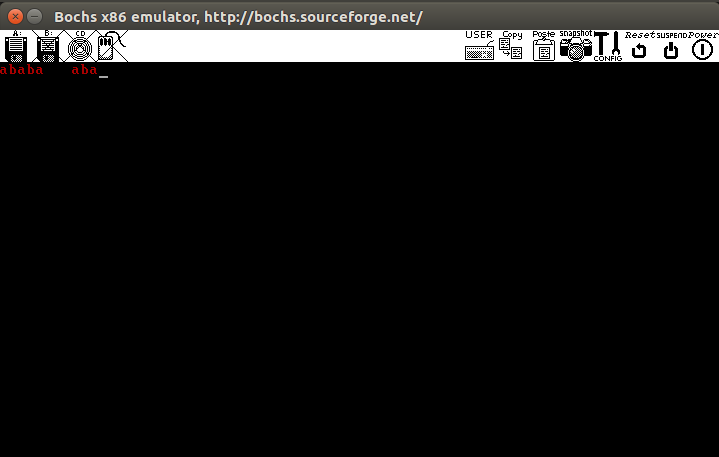 Bochs x86 emulator, http://bochs.sourceforge.net/
A: B: CD USER Copy Paste snapshot CONFIG Reset SUSPEND Power
ababa aba_